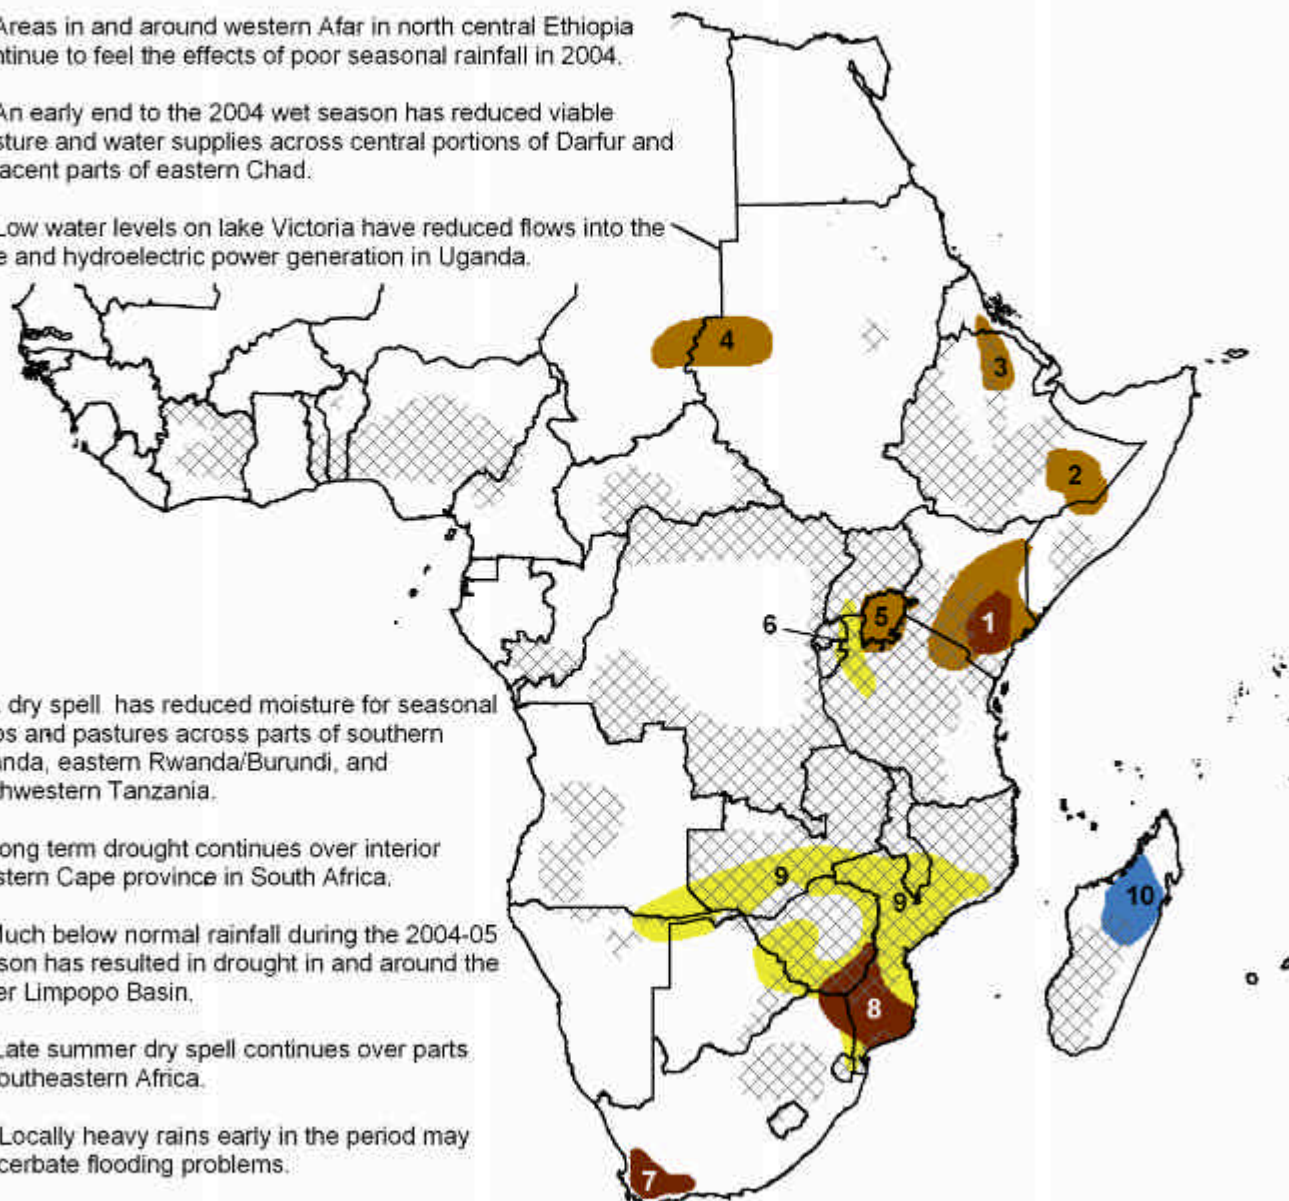 Areas in and around western Afar in north central Ethiopia
ntinue to feel the effects of poor seasonal rainfall in 2004.
An early end to the 2004 wet season has reduced viable
sture and water supplies across central portions of Darfur and
acent parts of eastern Chad.
Low water levels on lake Victoria have reduced flows into the
e and hydroelectric power generation in Uganda.
4
3
2
1
5
6
dry spell has reduced moisture for seasonal
os and pastures across parts of southern
anda, eastern Rwanda/Burundi, and
hwestern Tanzania.
ong term drought continues over interior
stern Cape province in South Africa.
9
9
10
uch below normal rainfall during the 2004-05
son has resulted in drought in and around the
er Limpopo Basin.
8
Late summer dry spell continues over parts
outheastern Africa.
Locally heavy rains early in the period may
cerbate flooding problems.
7